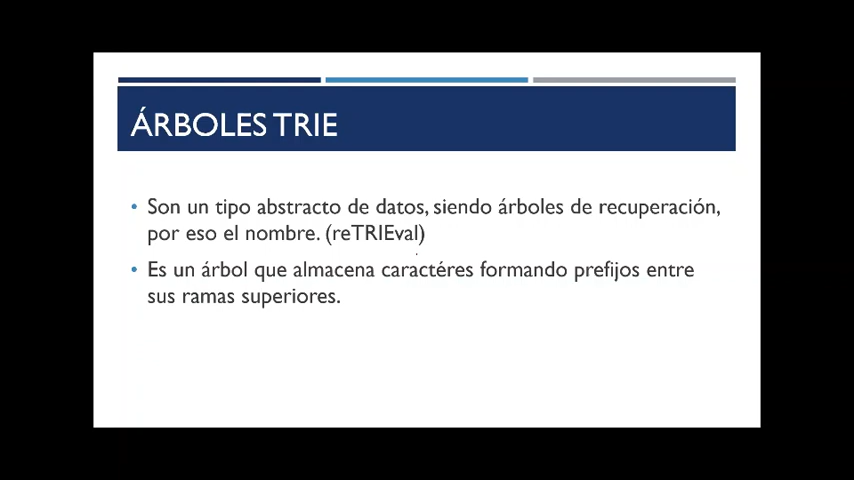 ÁRBOLES TRIE
• Son un tipo abstracto de datos, siendo árboles de recuperación,
por eso el nombre. (reTRIEval)
• Es un árbol que almacena caractéres formando prefijos entre
sus ramas superiores.